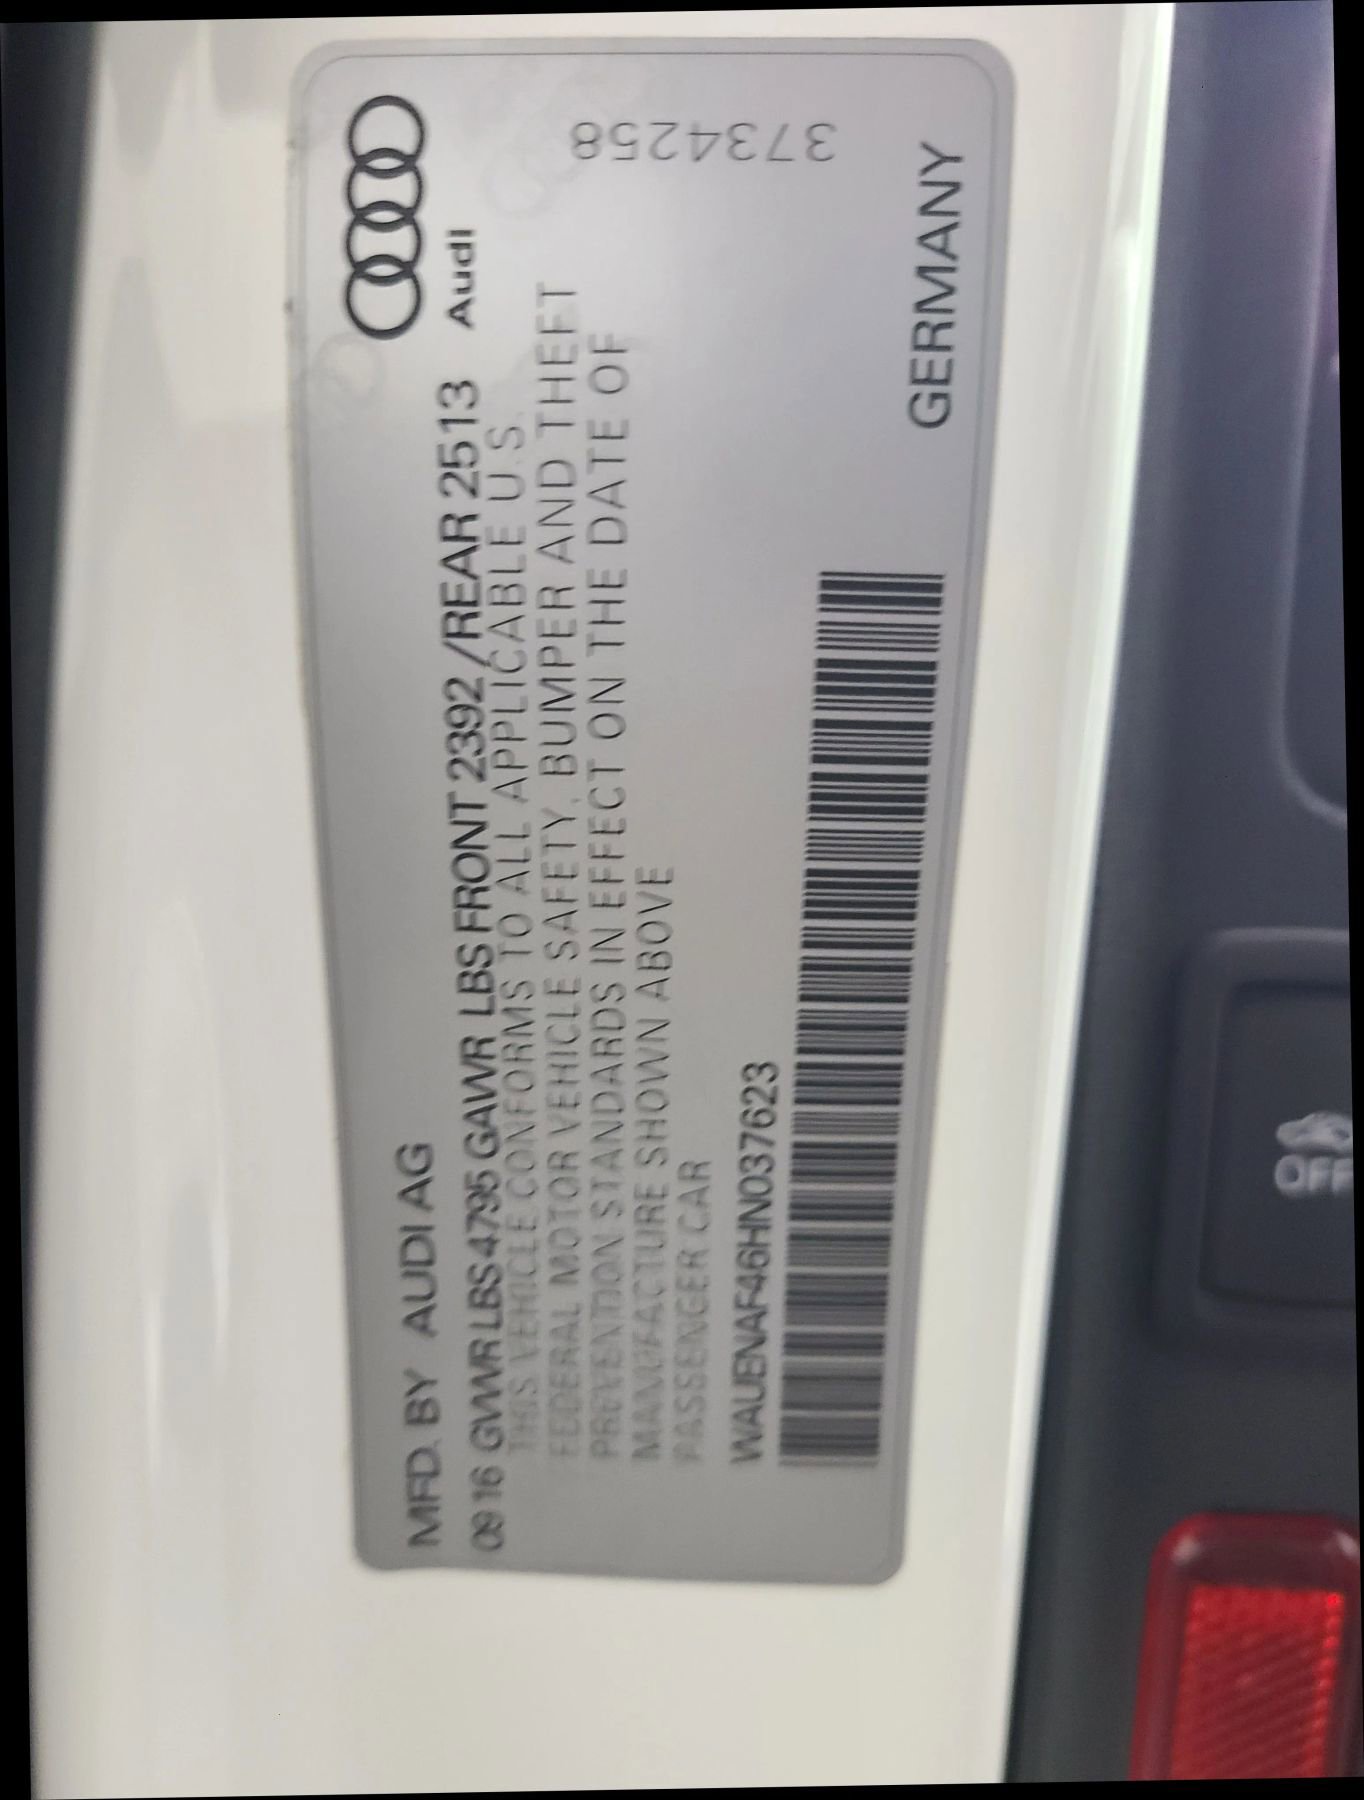 Audi
3734258
MFD. BY AUDI AG
09 16 GVWR LBS 4795 GAWR LBS FRONT 2392 / REAR 2513
THIS VEHICLE CONFORMS TO ALL APPLICABLE U.S.
FEDERAL MOTOR VEHICLE SAFETY, BUMPER AND THEFT
PREVENTION STANDARDS IN EFFECT ON THE DATE OF
MANUFACTURE SHOWN ABOVE
PASSENGER CAR
WAUENAF46HN037623
GERMANY
OFF